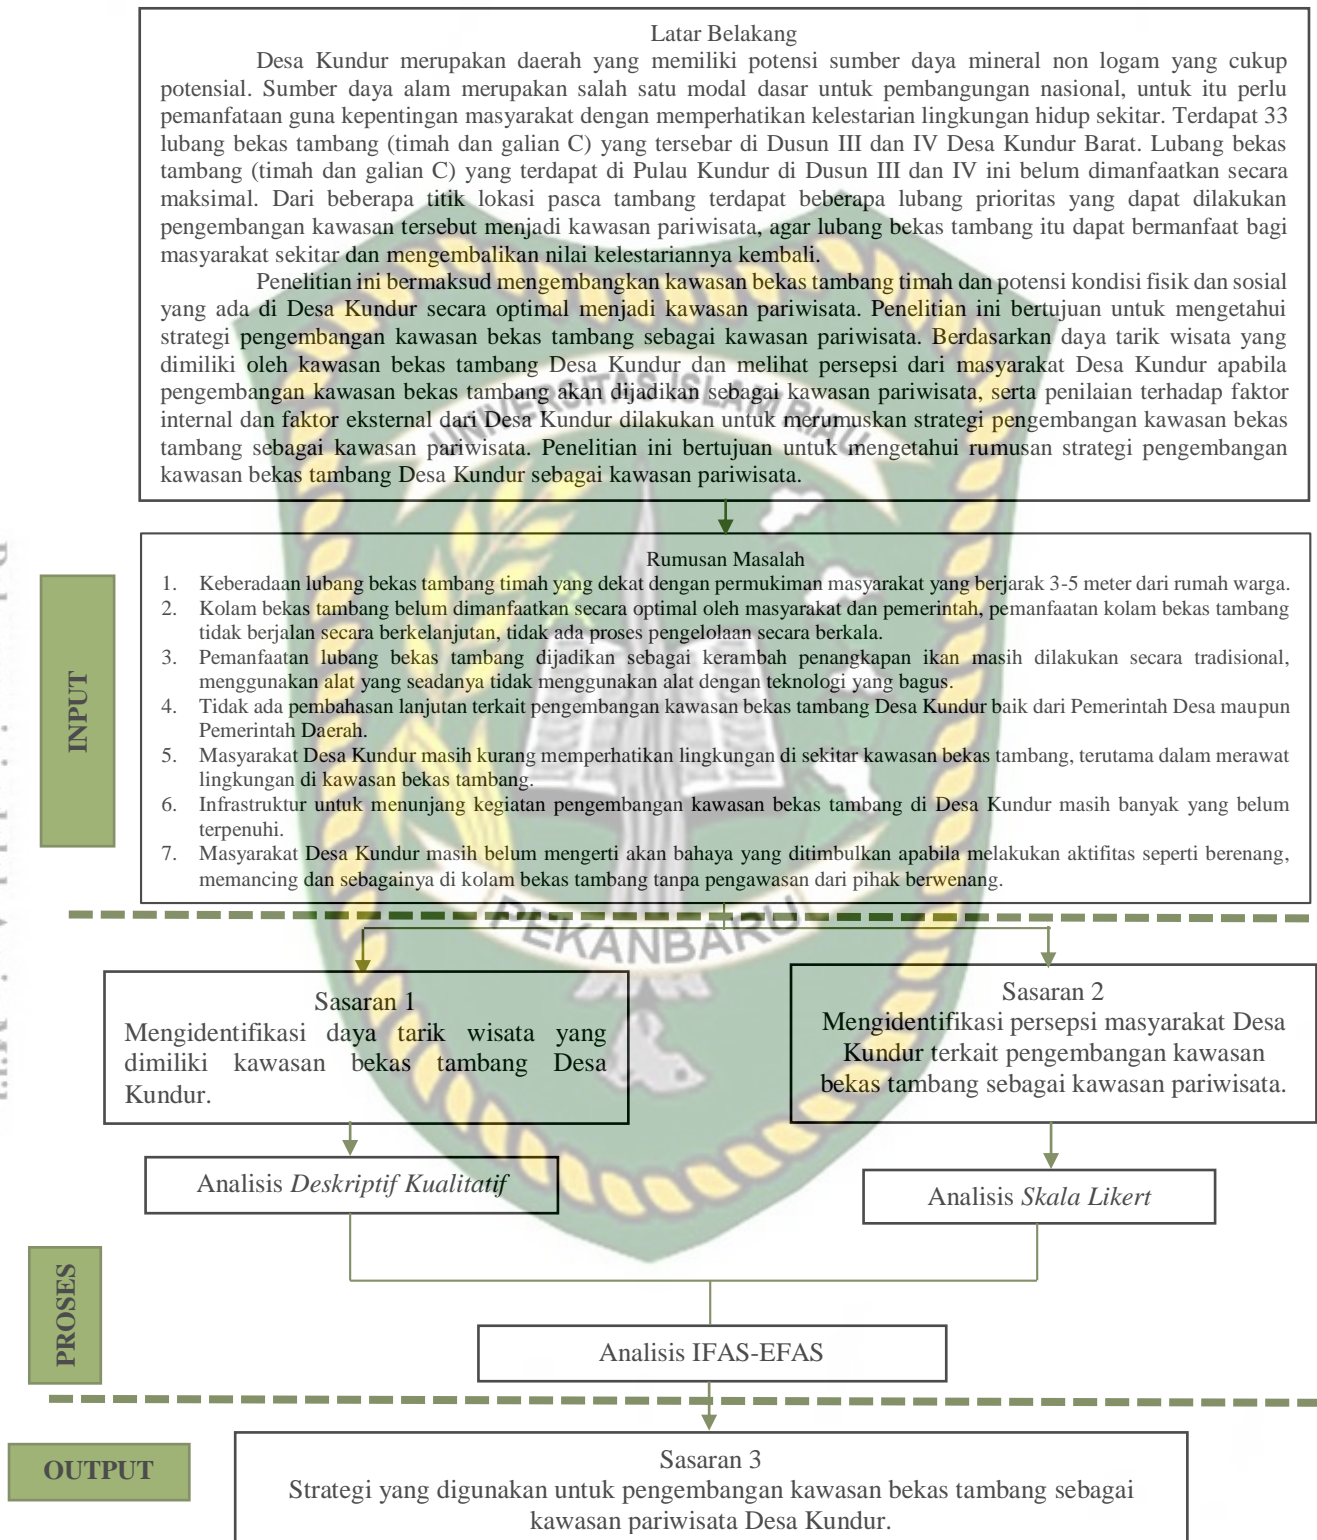 Latar Belakang
Desa Kundur merupakan daerah yang memiliki potensi sumber daya mineral non logam yang cukup
potensial. Sumber daya alam merupakan salah satu modal dasar untuk pembangungan nasional, untuk itu perlu
pemanfataan guna kepentingan masyarakat dengan memperhatikan kelestarian lingkungan hidup sekitar. Terdapat 33
lubang bekas tambang (timah dan galian C) yang tersebar di Dusun III dan IV Desa Kundur Barat. Lubang bekas
tambang (timah dan galian C) yang terdapat di Pulau Kundur di Dusun III dan IV ini belum dimanfaatkan secara
maksimal. Dari beberapa titik lokasi pasca tambang terdapat beberapa lubang prioritas yang dapat dilakukan
pengembangan kawasan tersebut menjadi kawasan pariwisata, agar lubang bekas tambang itu dapat bermanfaat bagi
masyarakat sekitar dan mengembalikan nilai kelestariannya kembali.
Penelitian ini bermaksud mengembangkan kawasan bekas tambang timah dan potensi kondisi fisik dan sosial
yang ada di Desa Kundur secara optimal menjadi kawasan pariwisata. Penelitian ini bertujuan untuk mengetahui
strategi pengembangan kawasan bekas tambang sebagai kawasan pariwisata. Berdasarkan daya tarik wisata yang
dimiliki oleh kawasan bekas tambang Desa Kundur dan melihat persepsi dari masyarakat Desa Kundur apabila
pengembangan kawasan bekas tambang akan dijadikan sebagai kawasan pariwisata, serta penilaian terhadap faktor
internal dan faktor eksternal dari Desa Kundur dilakukan untuk merumuskan strategi pengembangan kawasan bekas
tambang sebagai kawasan pariwisata. Penelitian ini bertujuan untuk mengetahui rumusan strategi pengembangan
kawasan bekas tambang Desa Kundur sebagai kawasan pariwisata.
UNIVERSITAS ISLAM RIAU
INPUT
Rumusan Masalah
1. Keberadaan lubang bekas tambang timah yang dekat dengan permukiman masyarakat yang berjarak 3-5 meter dari rumah warga.
2. Kolam bekas tambang belum dimanfaatkan secara optimal oleh masyarakat dan pemerintah, pemanfaatan kolam bekas tambang
tidak berjalan secara berkelanjutan, tidak ada proses pengelolaan secara berkala.
3. Pemanfaatan lubang bekas tambang dijadikan sebagai kerambah penangkapan ikan masih dilakukan secara tradisional,
menggunakan alat yang seadanya tidak menggunakan alat dengan teknologi yang bagus.
4. Tidak ada pembahasan lanjutan terkait pengembangan kawasan bekas tambang Desa Kundur baik dari Pemerintah Desa maupun
Pemerintah Daerah.
5. Masyarakat Desa Kundur masih kurang memperhatikan lingkungan di sekitar kawasan bekas tambang, terutama dalam merawat
lingkungan di kawasan bekas tambang.
6. Infrastruktur untuk menunjang kegiatan pengembangan kawasan bekas tambang di Desa Kundur masih banyak yang belum
terpenuhi.
7. Masyarakat Desa Kundur masih belum mengerti akan bahaya yang ditimbulkan apabila melakukan aktifitas seperti berenang,
memancing dan sebagainya di kolam bekas tambang tanpa pengawasan dari pihak berwenang.
PEKANBARU
Sasaran 1
Mengidentifikasi daya tarik wisata yang
dimiliki kawasan bekas tambang Desa
Kundur.
Sasaran 2
Mengidentifikasi persepsi masyarakat Desa
Kundur terkait pengembangan kawasan
bekas tambang sebagai kawasan pariwisata.
Analisis Deskriptif Kualitatif
Analisis Skala Likert
PROSES
Analisis IFAS-EFAS
OUTPUT
Sasaran 3
Strategi yang digunakan untuk pengembangan kawasan bekas tambang sebagai
kawasan pariwisata Desa Kundur.